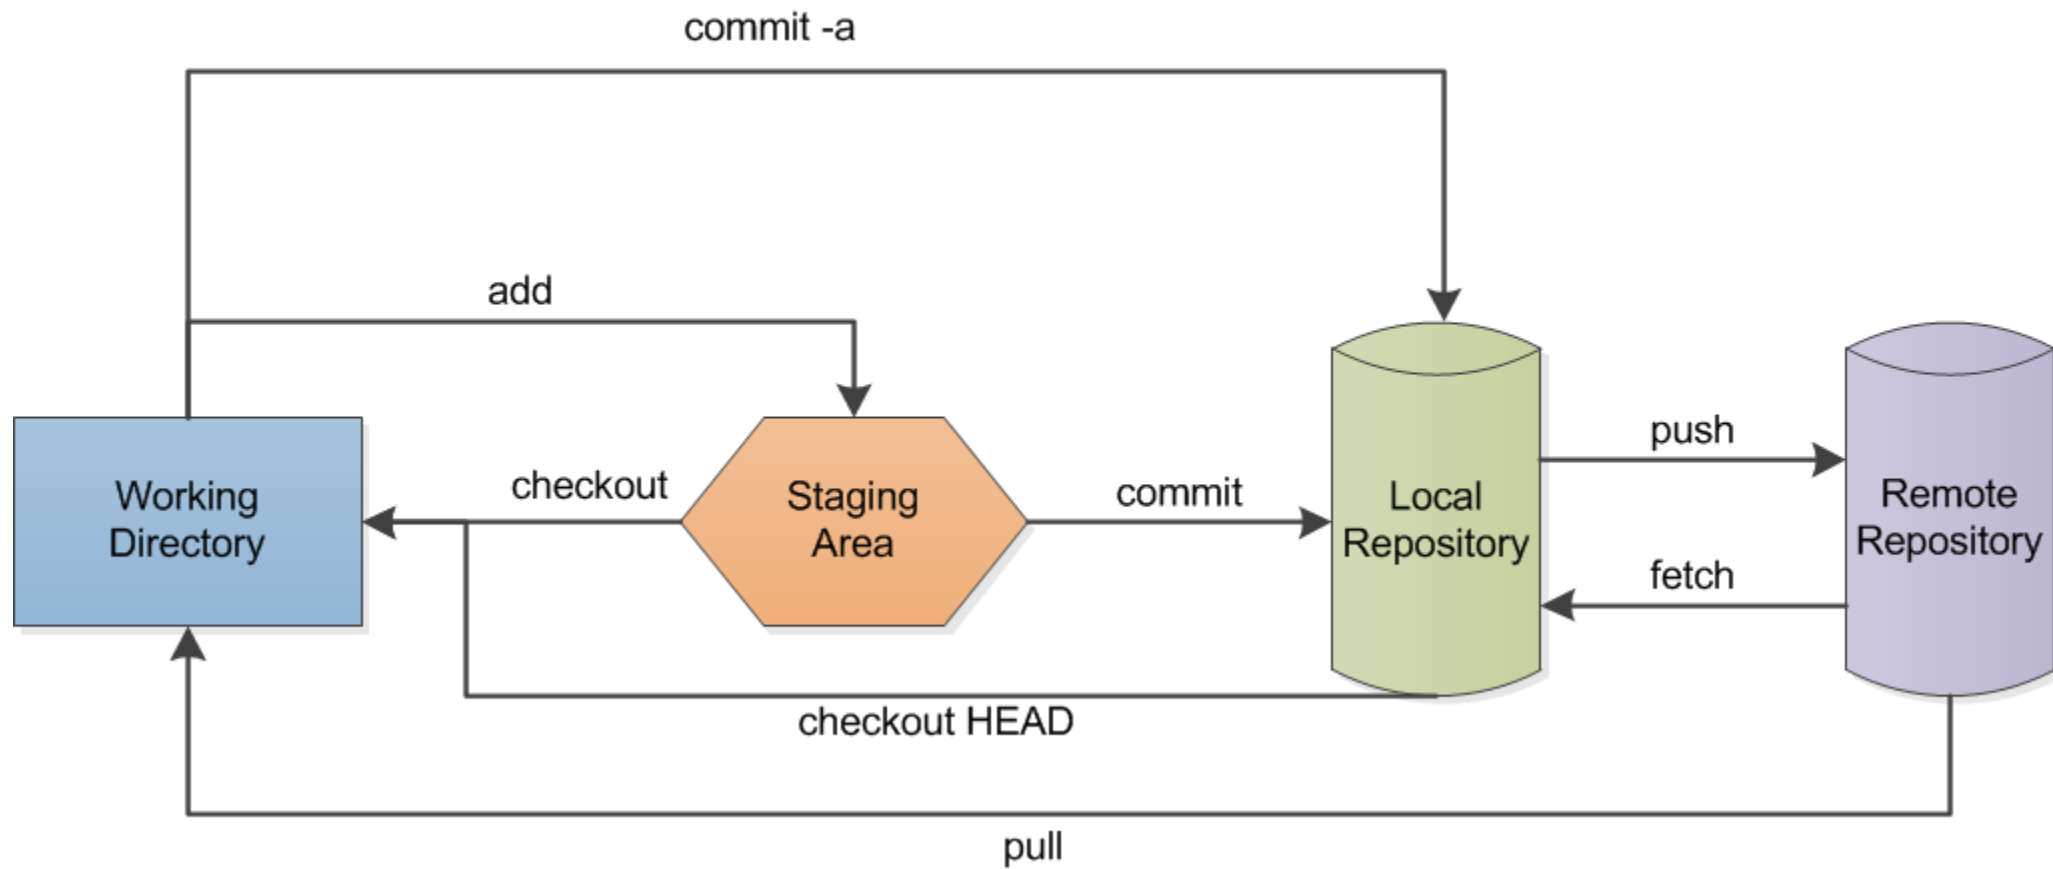 commit -a
add
checkout
commit
push
fetch
Working
Directory
Staging
Area
Local
Repository
Remote
Repository
checkout HEAD
pull